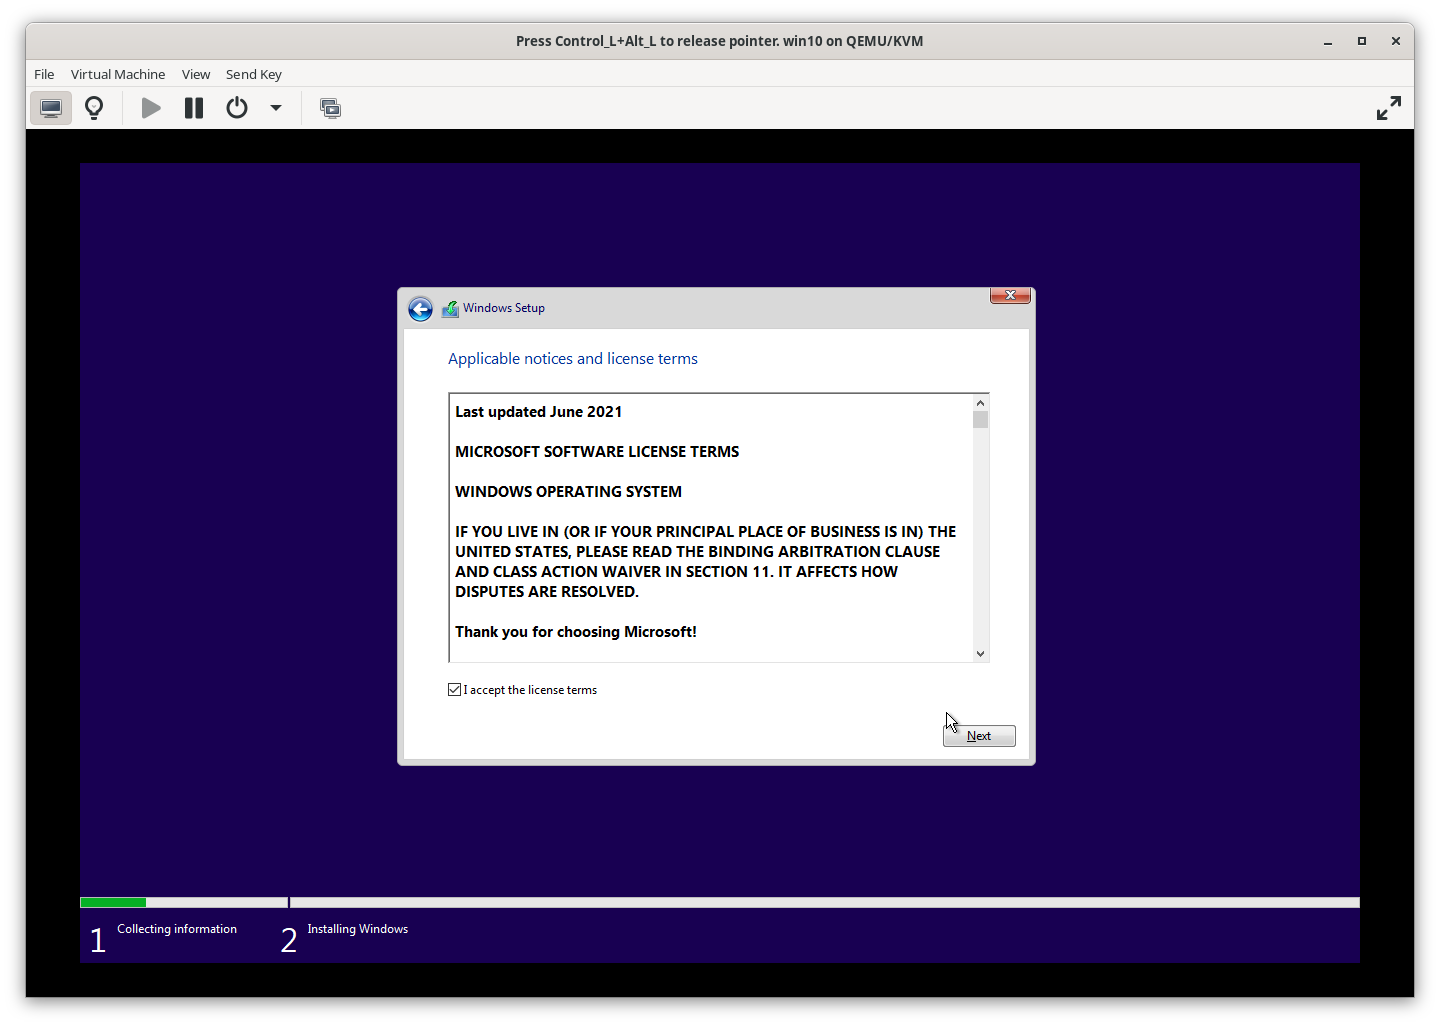 Press Control_L+Alt_L to release pointer. win10 on QEMU/KVM
File Virtual Machine View Send Key
Windows Setup
Applicable notices and license terms
Last updated June 2021
MICROSOFT SOFTWARE LICENSE TERMS
WINDOWS OPERATING SYSTEM
IF YOU LIVE IN (OR IF YOUR PRINCIPAL PLACE OF BUSINESS IS IN) THE
UNITED STATES, PLEASE READ THE BINDING ARBITRATION CLAUSE
AND CLASS ACTION WAIVER IN SECTION 11. IT AFFECTS HOW
DISPUTES ARE RESOLVED.
Thank you for choosing Microsoft!
I accept the license terms
Next
1 Collecting information 2 Installing Windows